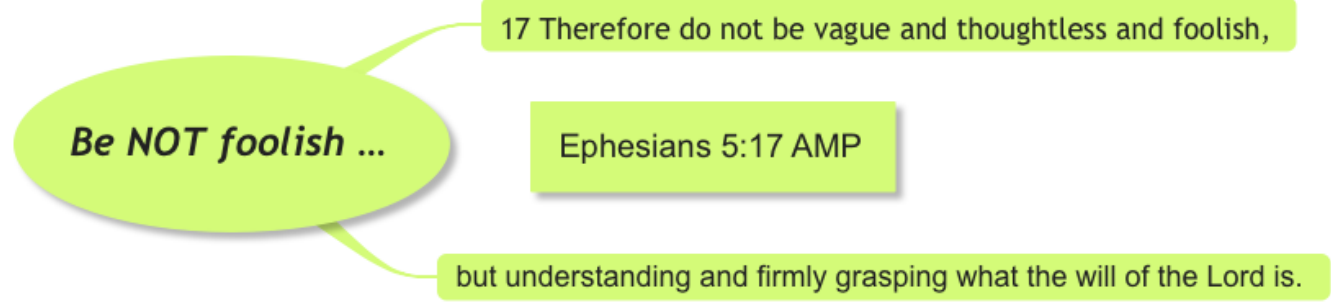 17 Therefore do not be vague and thoughtless and foolish,
Be NOT foolish ...
Ephesians 5:17 AMP
but understanding and firmly grasping what the will of the Lord is.